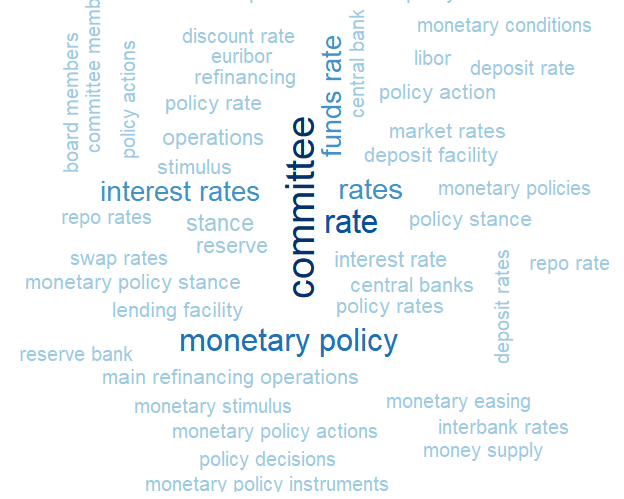 monetary conditions
discount rate
central bank
committee memb
board members
policy actions
funds rate
euribor
libor
deposit rate
refinancing
policy action
policy rate
operations
market rates
deposit facility
stimulus
committee
interest rates
rates
monetary policies
repo rates
stance
rate
policy stance
reserve
swap rates
interest rate
repo rate
deposit rates
monetary policy stance
central banks
lending facility
policy rates
monetary policy
reserve bank
main refinancing operations
monetary stimulus
monetary easing
monetary policy actions
interbank rates
policy decisions
money supply
monetary policy instruments